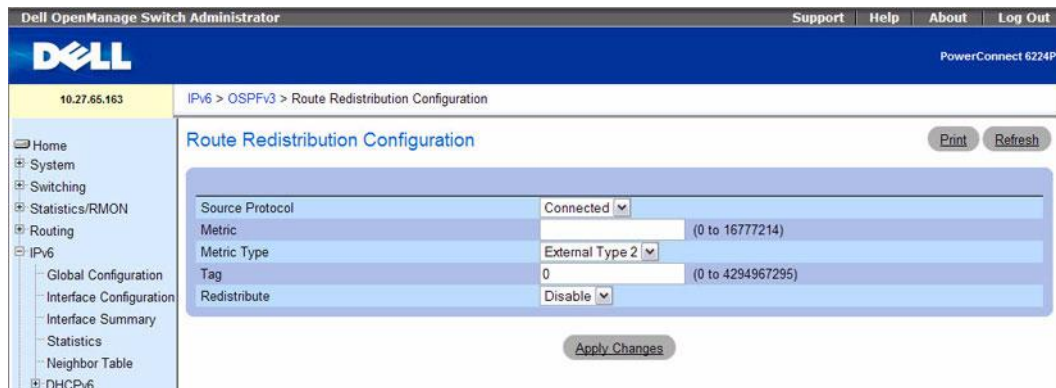 Dell OpenManage Switch Administrator
Support Help About Log Out
DELL
PowerConnect 6224P
10.27.65.163
IPv6 > OSPFv3 > Route Redistribution Configuration
Home
System
Switching
Statistics/RMON
Routing
IPv6
Global Configuration
Interface Configuration
Interface Summary
Statistics
Neighbor Table
DHCPv6
Route Redistribution Configuration
Print Refresh
Source Protocol Connected
Metric (0 to 16777214)
Metric Type External Type 2
Tag 0 (0 to 4294967295)
Redistribute Disable
Apply Changes